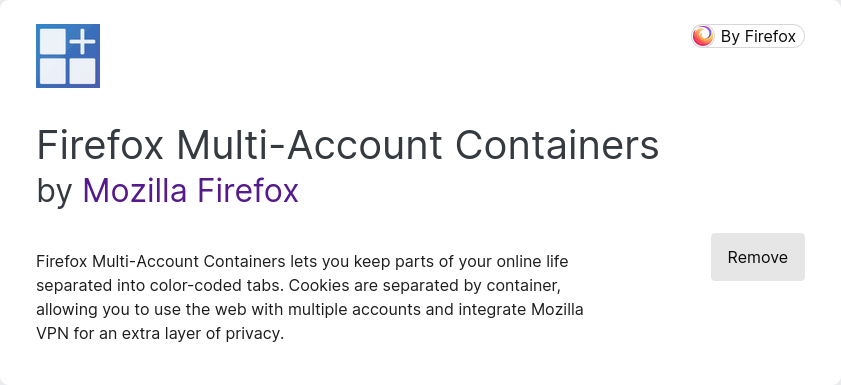 By Firefox
Firefox Multi-Account Containers
by Mozilla Firefox
Firefox Multi-Account Containers lets you keep parts of your online life
separated into color-coded tabs. Cookies are separated by container,
allowing you to use the web with multiple accounts and integrate Mozilla
VPN for an extra layer of privacy.
Remove